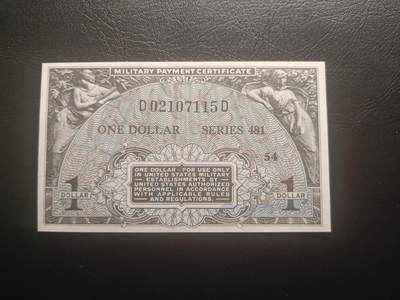 MILITARY PAYMENT CERTIFICATE
D02107115D
ONE DOLLAR SERIES 481
54
ONE DOLLAR - FOR USE ONLY
IN UNITED STATES MILITARY
ESTABLISHMENTS BY
UNITED STATES AUTHORIZED
PERSONNEL IN ACCORDANCE
WITH APPLICABLE RULES
AND REGULATIONS.
1 DOLLAR
1 DOLLAR